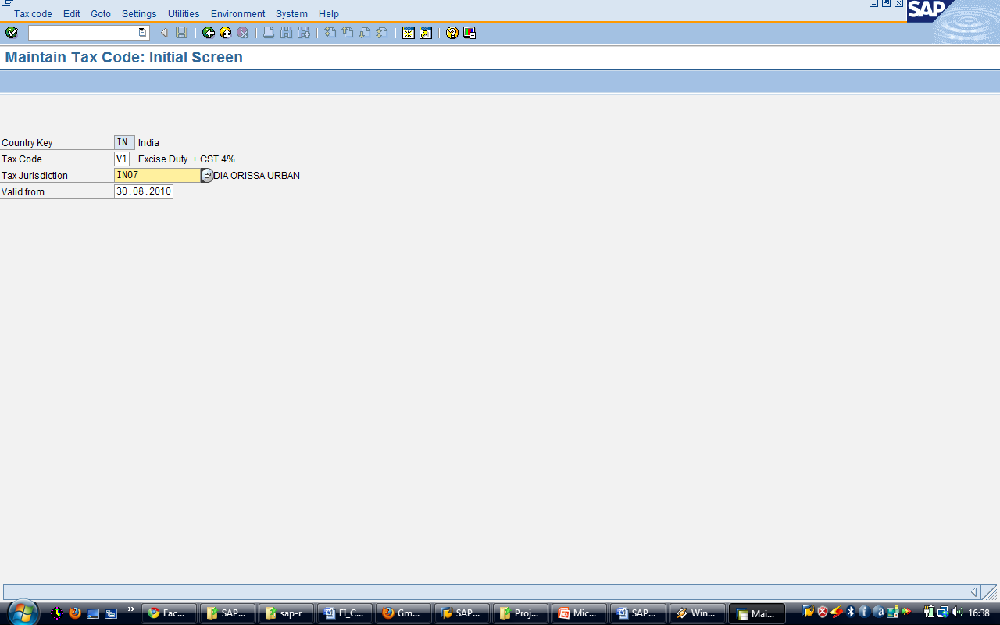 Tax code Edit Goto Settings Utilities Environment System Help
SAP
Maintain Tax Code: Initial Screen
Country Key IN India
Tax Code V1 Excise Duty + CST 4%
Tax Jurisdiction IN07 DIA ORISSA URBAN
Valid from 30.08.2010
Fac... SAP... sap-r FI_C... Gm... SAP... Proj... Mic... SAP... Win... Mai... 16:38